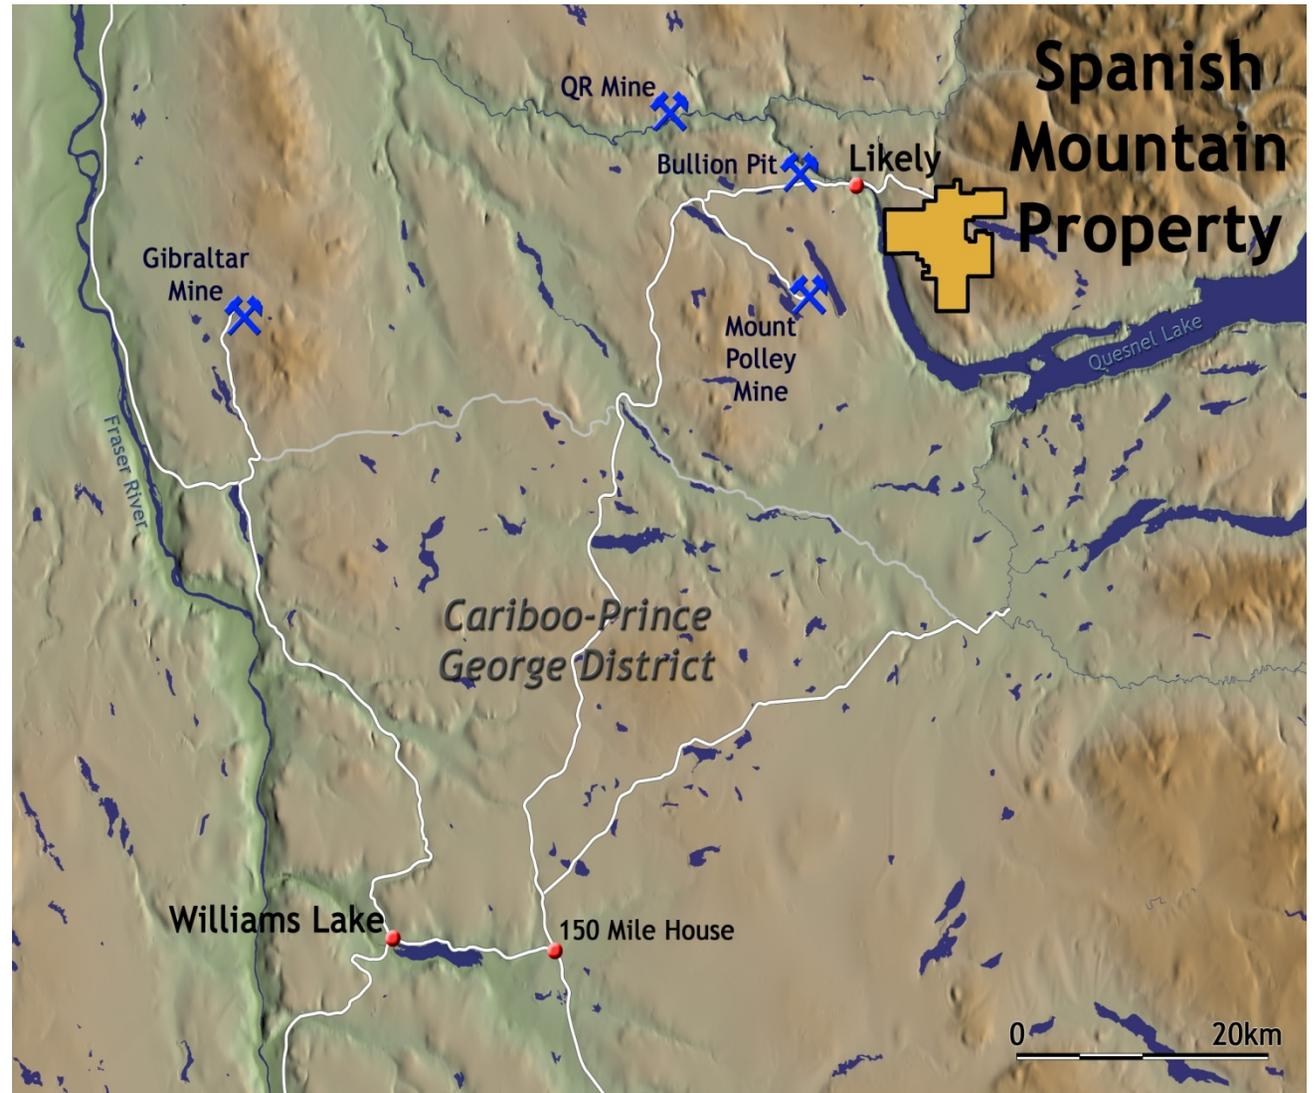 Spanish
Mountain
Property
QR Mine
Bullion Pit
Likely
Gibraltar
Mine
Mount
Polley
Mine
Quesnel Lake
Fraser River
Cariboo-Prince
George District
Williams Lake
150 Mile House
0 20km